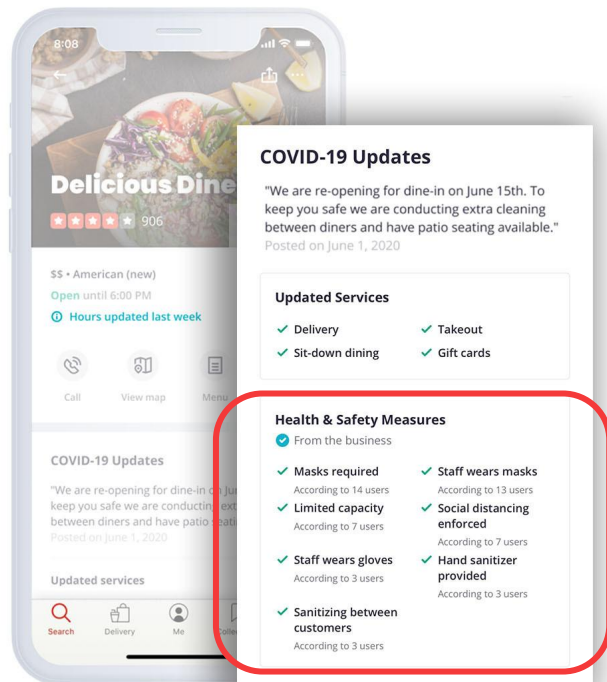 8:08
Delicious Dine
906
$$ • American (new)
Open until 6:00 PM
Hours updated last week
Call
View map
Menu
COVID-19 Updates
"We are re-opening for dine-in on Ju
keep you safe we are conducting ext
between diners and have patio seati
Posted on June 1, 2020
Updated services
Search
Delivery
Me
Colle
COVID-19 Updates
"We are re-opening for dine-in on June 15th. To
keep you safe we are conducting extra cleaning
between diners and have patio seating available."
Posted on June 1, 2020
Updated Services
Delivery
Takeout
Sit-down dining
Gift cards
Health & Safety Measures
From the business
Masks required
According to 14 users
Staff wears masks
According to 13 users
Limited capacity
According to 7 users
Social distancing
enforced
According to 7 users
Staff wears gloves
According to 3 users
Hand sanitizer
provided
According to 3 users
Sanitizing between
customers
According to 3 users